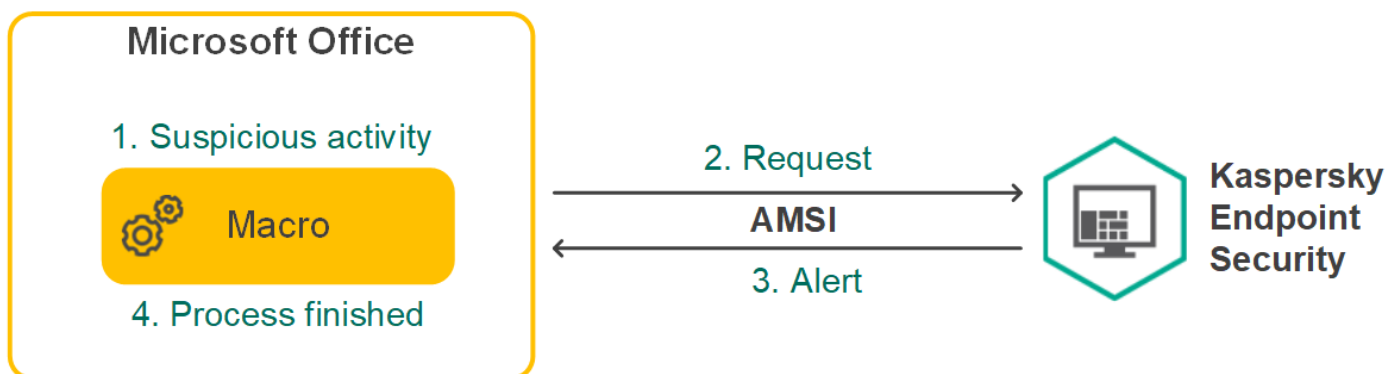 Microsoft Office
1. Suspicious activity
Macro
4. Process finished
2. Request
AMSI
3. Alert
Kaspersky
Endpoint
Security